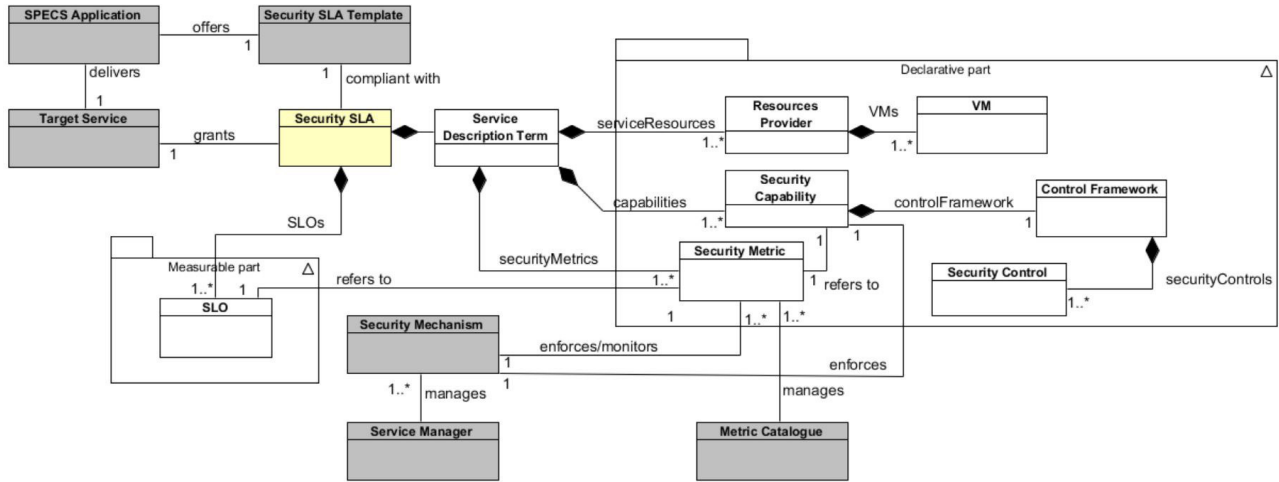 SPECS Application
offers
1
Security SLA Template
delivers
1
1
compliant with
Declarative part
Target Service
grants
1
Security SLA
Service
Description Term
serviceResources
1..*
Resources
Provider
VMs
1..*
VM
capabilities
1..*
Security
Capability
controlFramework
1
Control Framework
1
1
SLOs
securityMetrics
1..*
Security Metric
1
refers to
Security Control
1..*
securityControls
Measurable part
1..*
1
refers to
SLO
1
1..*
1..*
Security Mechanism
enforces/monitors
1
enforces
1
1..*
manages
manages
Service Manager
Metric Catalogue